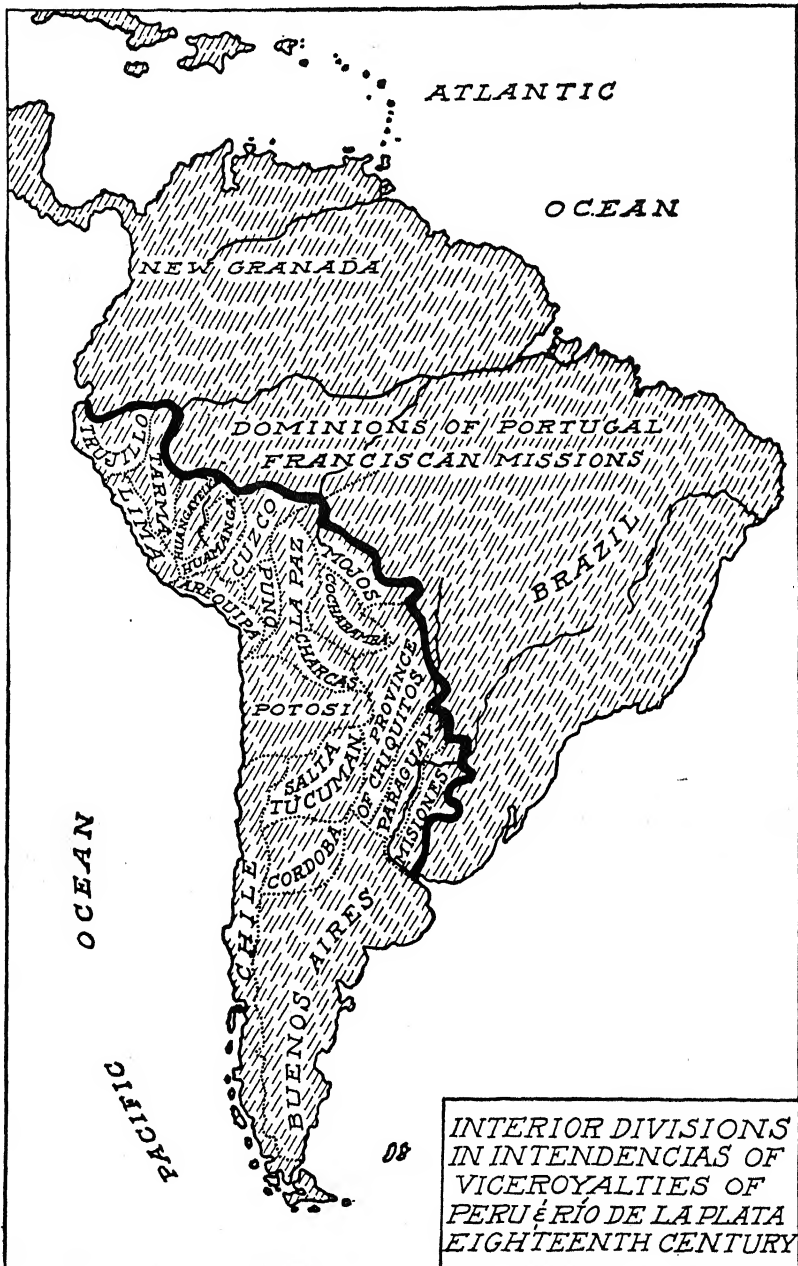 ATLANTIC
OCEAN
NEW GRANADA
DOMINIONS OF PORTUGAL
FRANCISCAN MISSIONS
BRAZIL
TRUJILLO
TARMA
LIMA
HUANCAVELICA
HUAMANGA
CUZCO
AREQUIPA
PUNO
LA PAZ
MOJOS
COCHABAMBA
CHARCAS
POTOSI
PROVINCE
OF CHIQUITOS
SALTA
TUCUMAN
PARAGUAY
MISIONES
CORDOBA
CHILE
BUENOS AIRES
OCEAN
PACIFIC
INTERIOR DIVISIONS
IN INTENDENCIAS OF
VICEROYALTIES OF
PERU & RÍO DE LA PLATA
EIGHTEENTH CENTURY